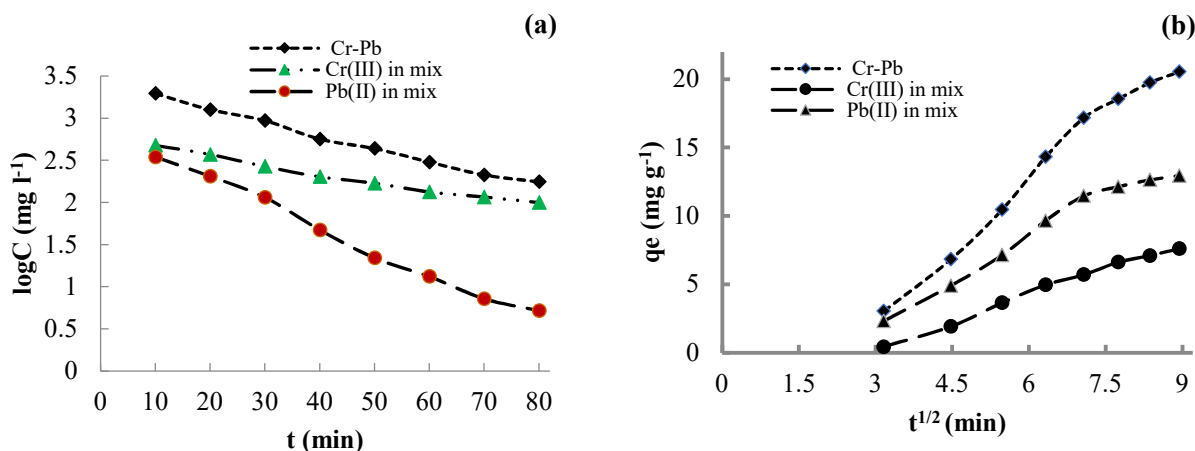 (a)
Cr-Pb
Cr(III) in mix
Pb(II) in mix
3.5
3
2.5
2
1.5
1
0.5
0
0 10 20 30 40 50 60 70 80
logC (mg l⁻¹)
t (min)
(b)
Cr-Pb
Cr(III) in mix
Pb(II) in mix
20
15
10
5
0
0 1.5 3 4.5 6 7.5 9
qe (mg g⁻¹)
t¹/² (min)